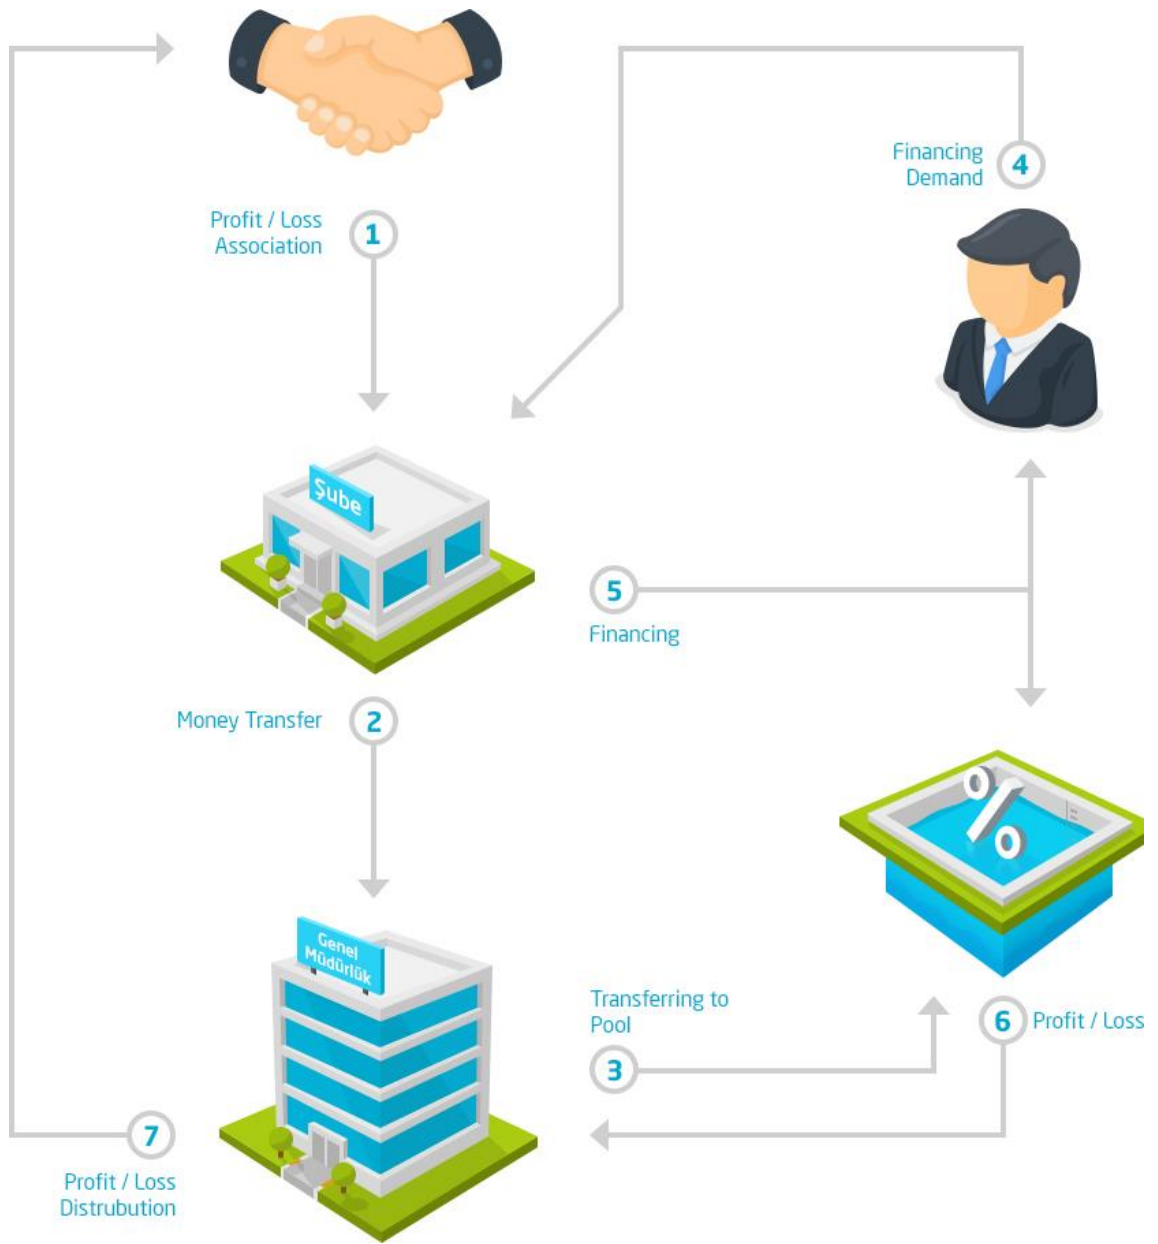 Financing
Demand
4
Profit / Loss
Association
1
Şube
5
Financing
Money Transfer
2
%
Genel
Müdürlük
Transferring to
Pool
3
6
Profit / Loss
7
Profit / Loss
Distrubution